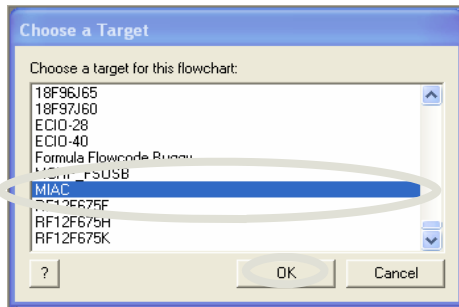 Choose a Target
Choose a target for this flowchart:
18F96J65
18F97J60
ECIO-28
ECIO-40
Formula Flowcode Buggy
MCHP_FSUSB
MIAC
RF12F675F
RF12F675H
RF12F675K
?
OK
Cancel